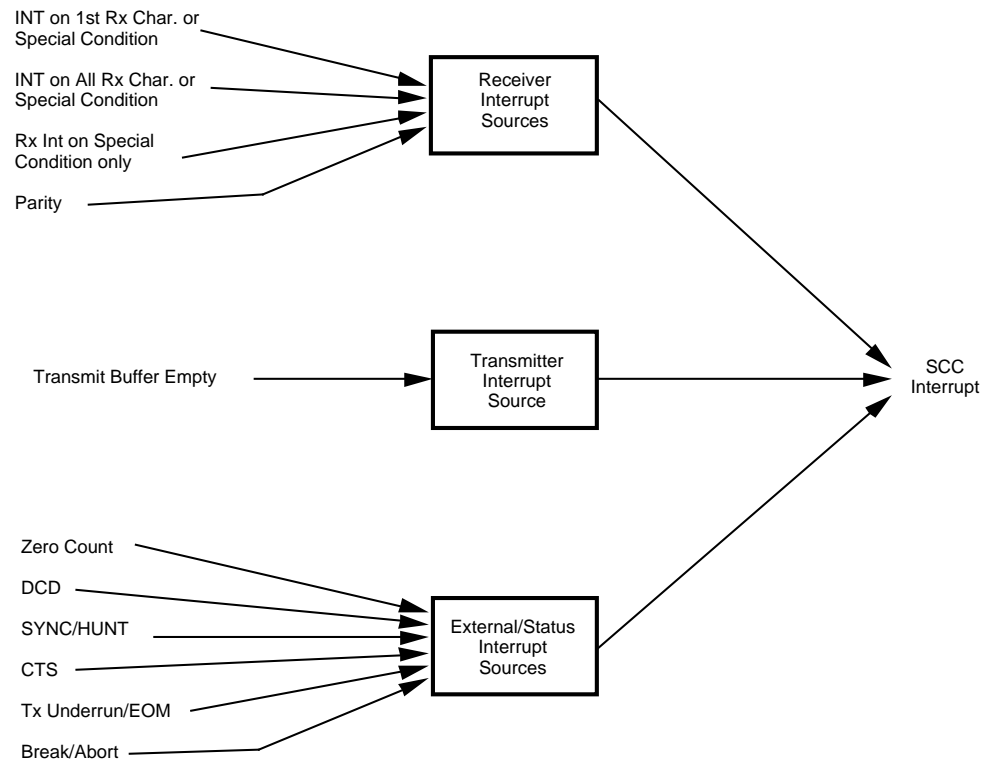 INT on 1st Rx Char. or
Special Condition
INT on All Rx Char. or
Special Condition
Rx Int on Special
Condition only
Parity
Receiver
Interrupt
Sources
Transmit Buffer Empty
Transmitter
Interrupt
Source
SCC
Interrupt
Zero Count
DCD
SYNC/HUNT
CTS
Tx Underrun/EOM
Break/Abort
External/Status
Interrupt
Sources